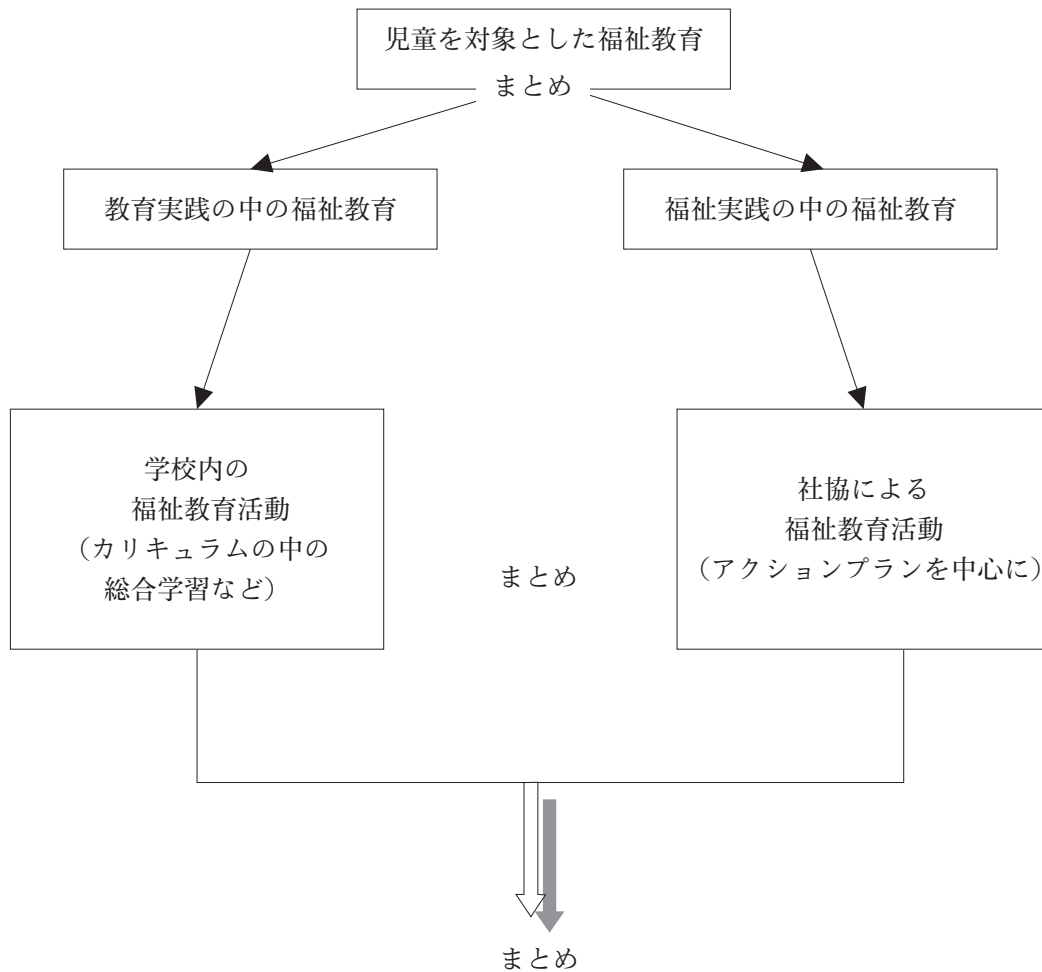 児童を対象とした福祉教育
まとめ
教育実践の中の福祉教育
福祉実践の中の福祉教育
学校内の
福祉教育活動
（カリキュラムの中の
総合学習など）
社協による
福祉教育活動
（アクションプランを中心に）
まとめ
まとめ